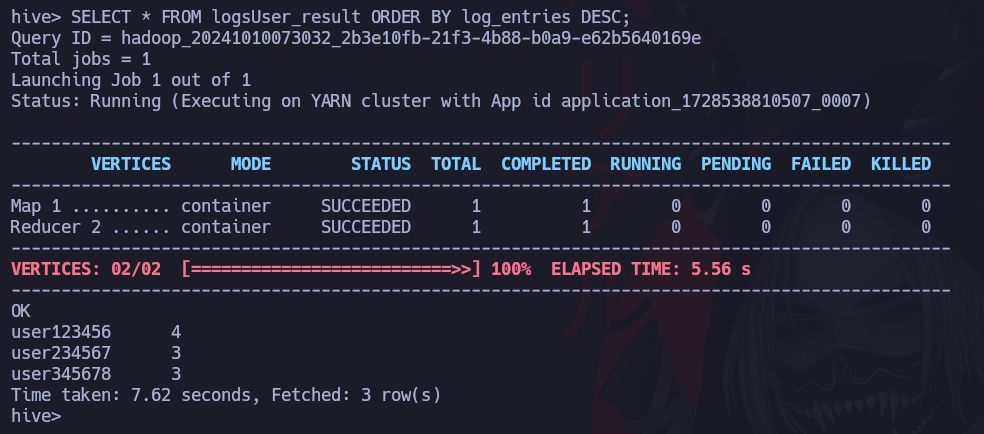 hive> SELECT * FROM logsUser_result ORDER BY log_entries DESC;
Query ID = hadoop_20241010073032_2b3e10fb-21f3-4b88-b0a9-e62b5640169e
Total jobs = 1
Launching Job 1 out of 1
Status: Running (Executing on YARN cluster with App id application_1728538810507_0007)
----------------------------------------------------------------------------------------------
        VERTICES      MODE        STATUS  TOTAL  COMPLETED  RUNNING  PENDING  FAILED  KILLED
----------------------------------------------------------------------------------------------
Map 1 .......... container     SUCCEEDED      1          1        0        0       0       0
Reducer 2 ...... container     SUCCEEDED      1          1        0        0       0       0
----------------------------------------------------------------------------------------------
VERTICES: 02/02  [==========================>>] 100%  ELAPSED TIME: 5.56 s
----------------------------------------------------------------------------------------------
OK
user123456      4
user234567      3
user345678      3
Time taken: 7.62 seconds, Fetched: 3 row(s)
hive>